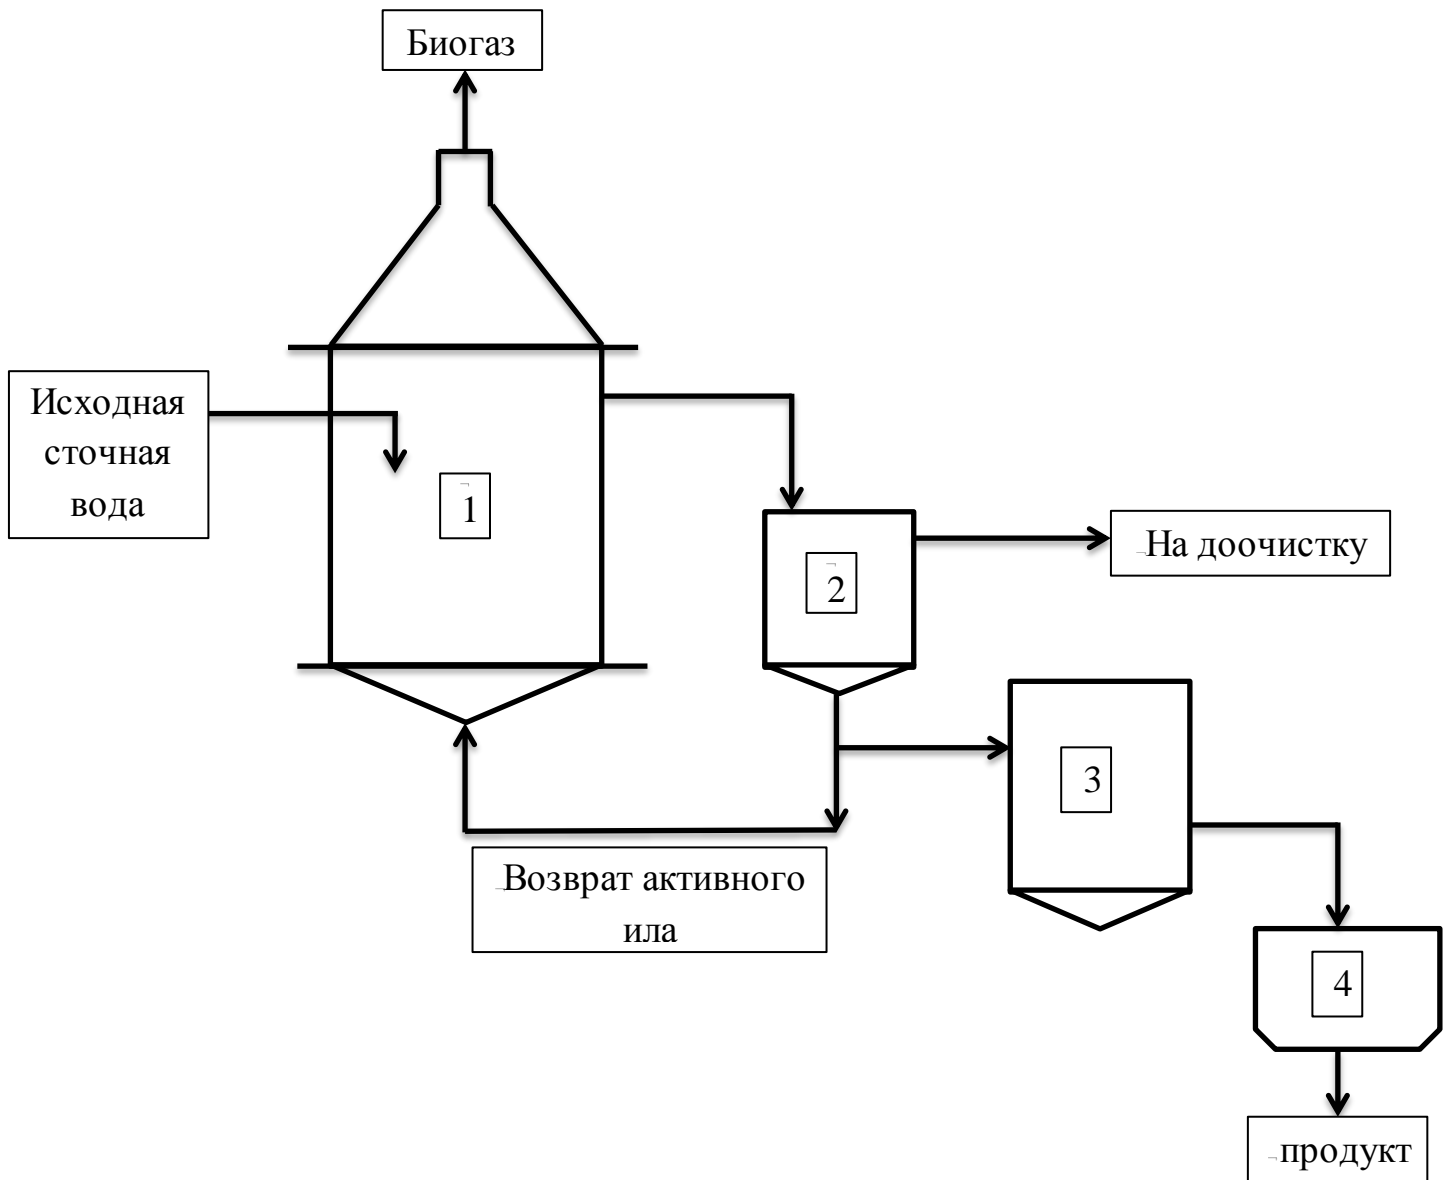 Биогаз
Исходная
сточная
вода
1
2
На доочистку
3
Возврат активного
ила
4
продукт